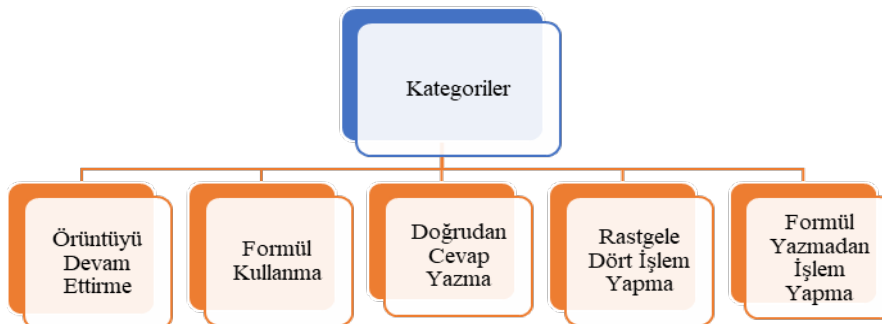 Kategoriler
Örüntüyü
Devam
Ettirme
Formül
Kullanma
Doğrudan
Cevap
Yazma
Rastgele
Dört İşlem
Yapma
Formül
Yazmadan
İşlem
Yapma